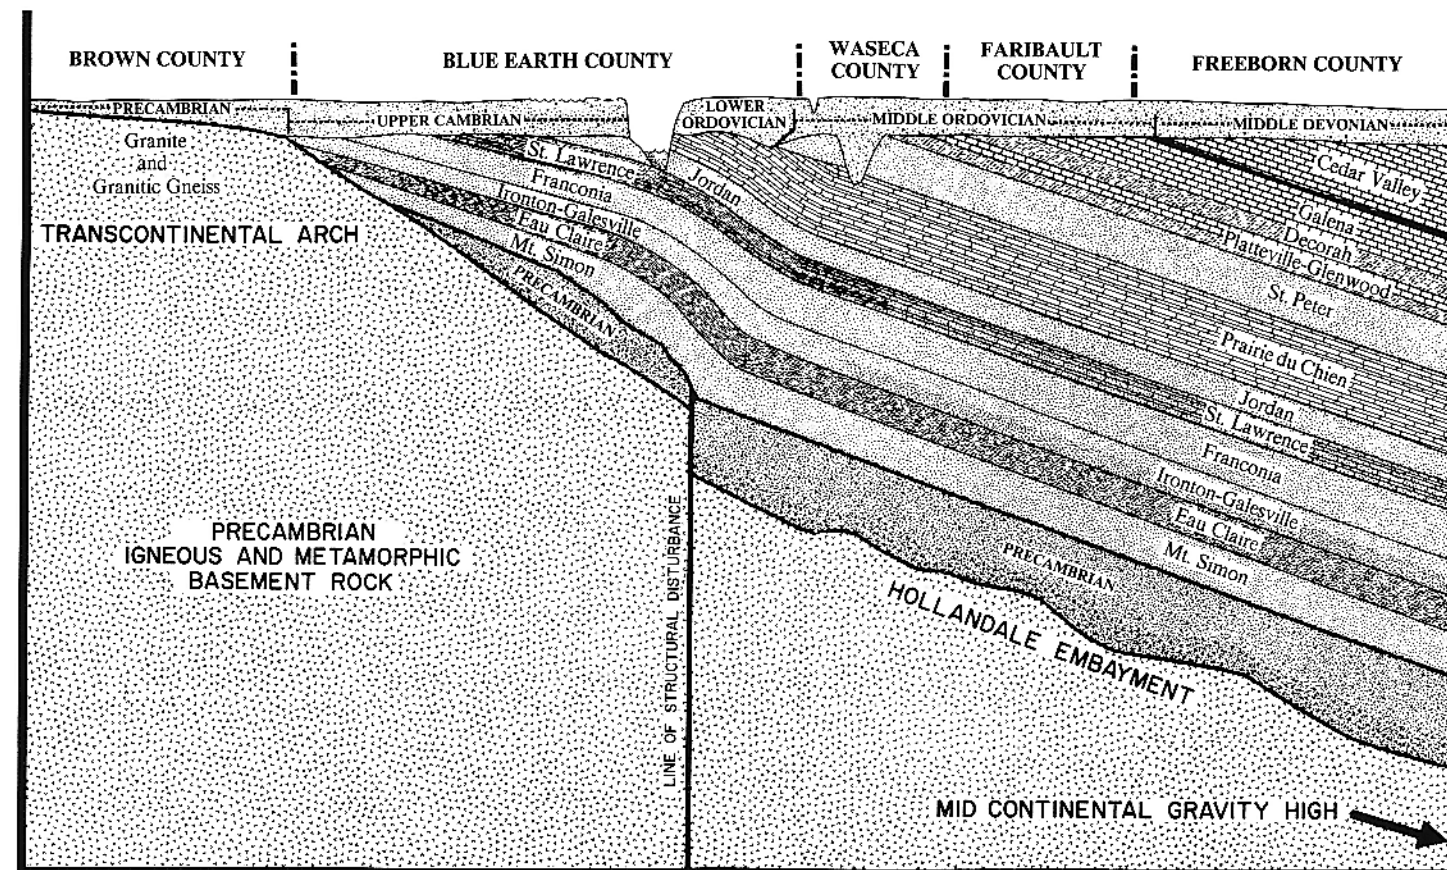 BROWN COUNTY
BLUE EARTH COUNTY
WASECA
COUNTY
FARIBAULT
COUNTY
FREEBORN COUNTY
PRECAMBRIAN
UPPER CAMBRIAN
LOWER
ORDOVICIAN
MIDDLE ORDOVICIAN
MIDDLE DEVONIAN
Granite
and
Granitic Gneiss
TRANSCONTINENTAL ARCH
St. Lawrence
Jordan
Franconia
Ironton-Galesville
Eau Claire
Mt. Simon
PRECAMBRIAN
Cedar Valley
Galena
Decorah
Platteville-Glenwood
St. Peter
Prairie du Chien
Jordan
St. Lawrence
Franconia
Ironton-Galesville
Eau Claire
Mt. Simon
PRECAMBRIAN
PRECAMBRIAN
IGNEOUS AND METAMORPHIC
BASEMENT ROCK
LINE OF STRUCTURAL DISTURBANCE
HOLLANDALE EMBAYMENT
MID CONTINENTAL GRAVITY HIGH